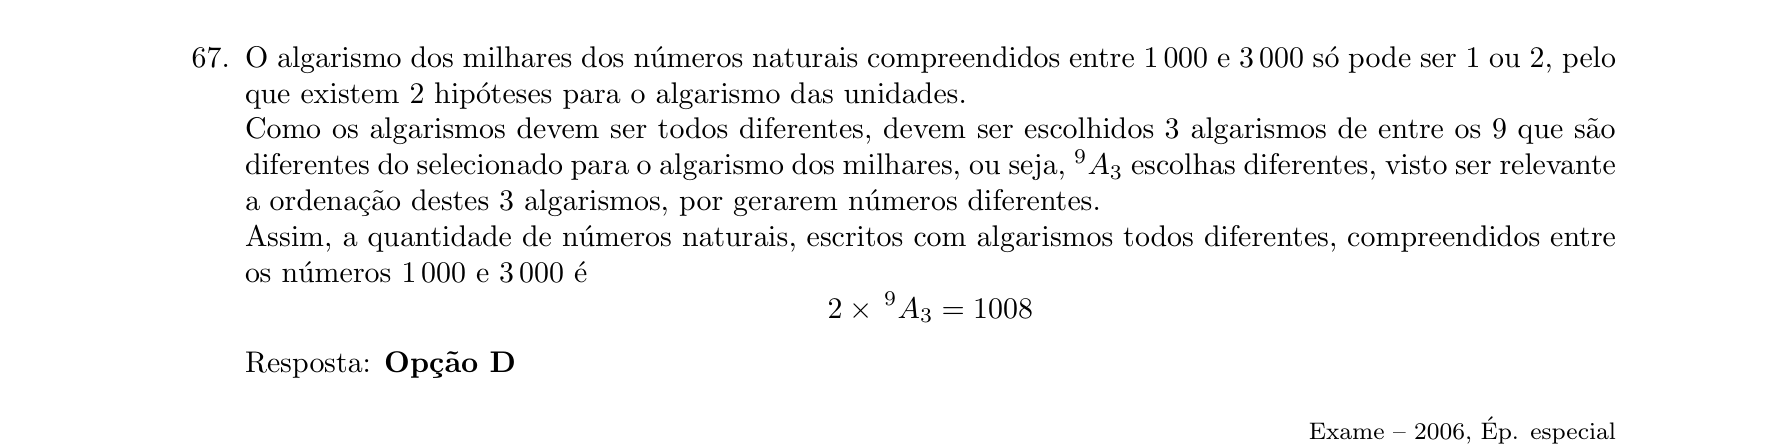 67. O algarismo dos milhares dos números naturais compreendidos entre 1 000 e 3 000 só pode ser 1 ou 2, pelo
que existem 2 hipóteses para o algarismo das unidades.
Como os algarismos devem ser todos diferentes, devem ser escolhidos 3 algarismos de entre os 9 que são
diferentes do selecionado para o algarismo dos milhares, ou seja, ⁹A₃ escolhas diferentes, visto ser relevante
a ordenação destes 3 algarismos, por gerarem números diferentes.
Assim, a quantidade de números naturais, escritos com algarismos todos diferentes, compreendidos entre
os números 1 000 e 3 000 é
2 × ⁹A₃ = 1008
Resposta: Opção D
Exame – 2006, Ép. especial